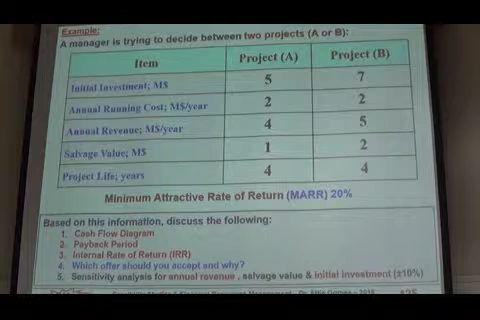 Example:
A manager is trying to decide between two projects (A or B):
Item Project (A) Project (B)
Initial Investment; M$ 5 7
Annual Running Cost; M$/year 2 2
Annual Revenue; M$/year 4 5
Salvage Value; M$ 1 2
Project Life; years 4 4
Minimum Attractive Rate of Return (MARR) 20%
Based on this information, discuss the following:
1. Cash Flow Diagram
2. Payback Period
3. Internal Rate of Return (IRR)
4. Which offer should you accept and why?
5. Sensitivity analysis for annual revenue, salvage value & initial investment (±10%)